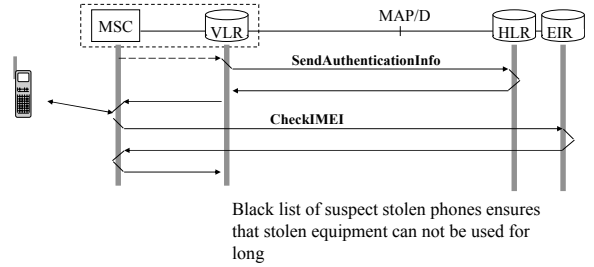 MAP/D
MSC
VLR
HLR
EIR
SendAuthenticationInfo
CheckIMEI
Black list of suspect stolen phones ensures
that stolen equipment can not be used for
long